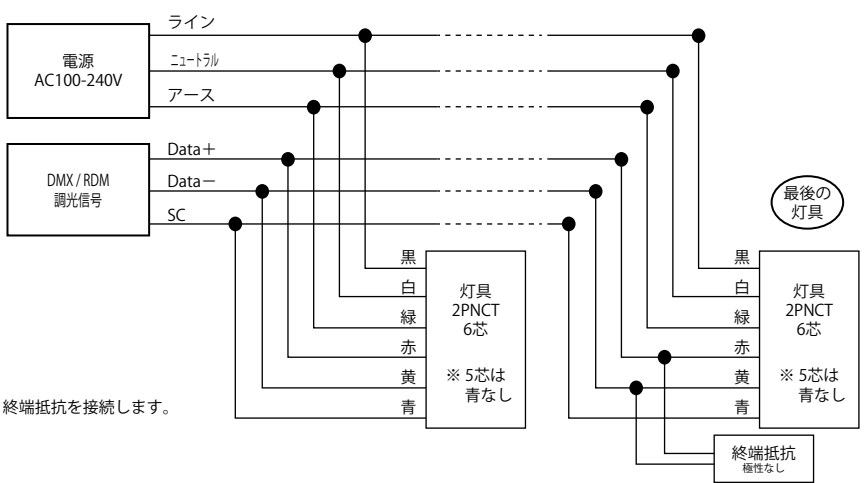 ライン
電源
AC100-240V
ニュートラル
アース
DMX / RDM
調光信号
Data＋
Data－
SC
最後の
灯具
黒
白
緑
赤
黄
青
灯具
2PNCT
6芯
※ 5芯は
青なし
黒
白
緑
赤
黄
青
灯具
2PNCT
6芯
※ 5芯は
青なし
終端抵抗を接続します。
終端抵抗
極性なし